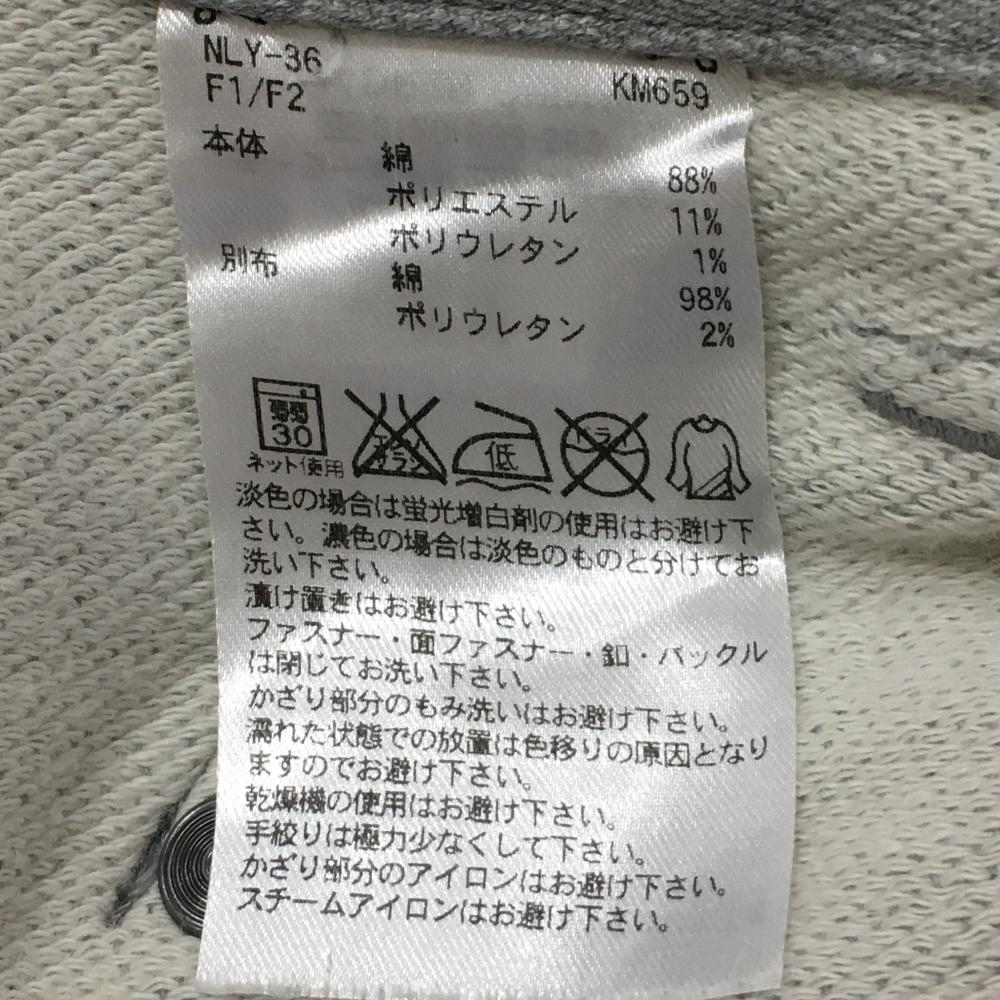 NLY-36
F1/F2 KM659
本体 綿 88%
ポリエステル 11%
ポリウレタン 1%
別布 綿 98%
ポリウレタン 2%
30
ネット使用
低
淡色の場合は蛍光増白剤の使用はお避け下
さい。濃色の場合は淡色のものと分けてお
洗い下さい。
漬け置きはお避け下さい。
ファスナー・面ファスナー・釦・バックル
は閉じてお洗い下さい。
かざり部分のもみ洗いはお避け下さい。
濡れた状態での放置は色移りの原因となり
ますのでお避け下さい。
乾燥機の使用はお避け下さい。
手絞りは極力少なくして下さい。
かざり部分のアイロンはお避け下さい。
スチームアイロンはお避け下さい。